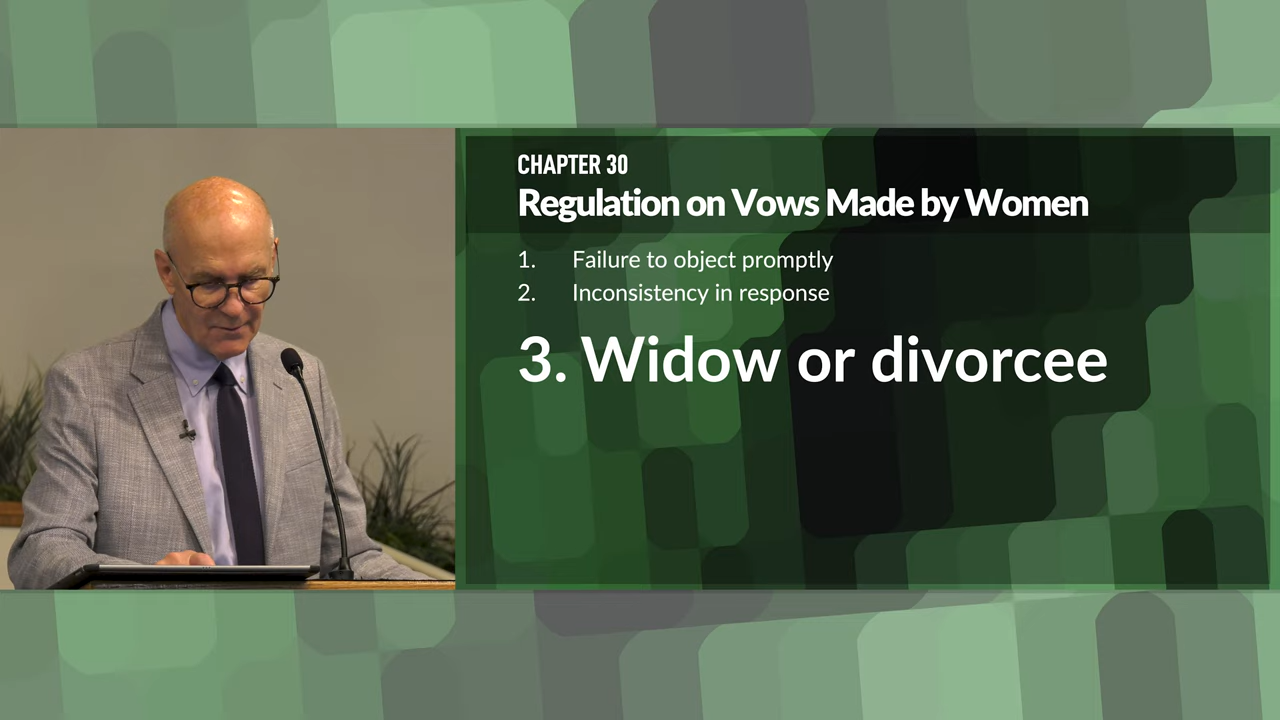 CHAPTER 30
Regulation on Vows Made by Women
1. Failure to object promptly
2. Inconsistency in response
3. Widow or divorcee